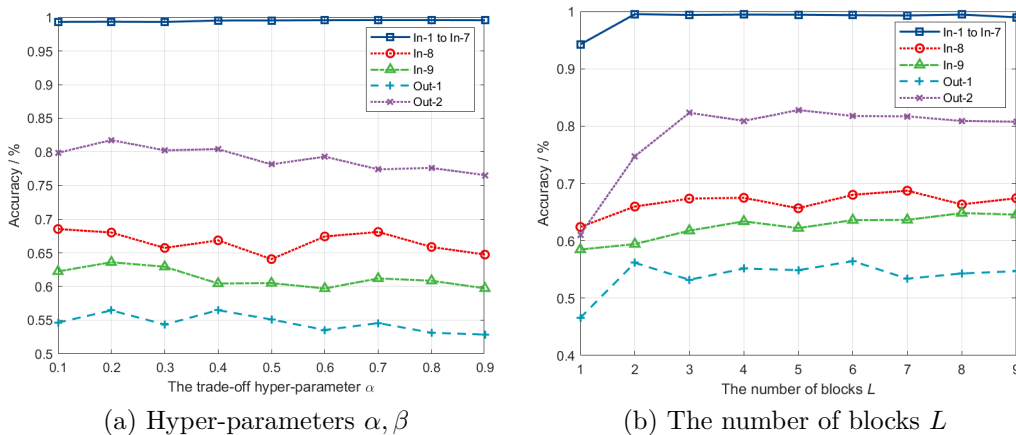 1
0.95
0.9
0.85
0.8
0.75
0.7
0.65
0.6
0.55
0.5
Accuracy / %
In-1 to In-7
In-8
In-9
Out-1
Out-2
0.1 0.2 0.3 0.4 0.5 0.6 0.7 0.8 0.9
The trade-off hyper-parameter α
(a) Hyper-parameters α, β
1
0.9
0.8
0.7
0.6
0.5
0.4
Accuracy / %
In-1 to In-7
In-8
In-9
Out-1
Out-2
1 2 3 4 5 6 7 8 9
The number of blocks L
(b) The number of blocks L